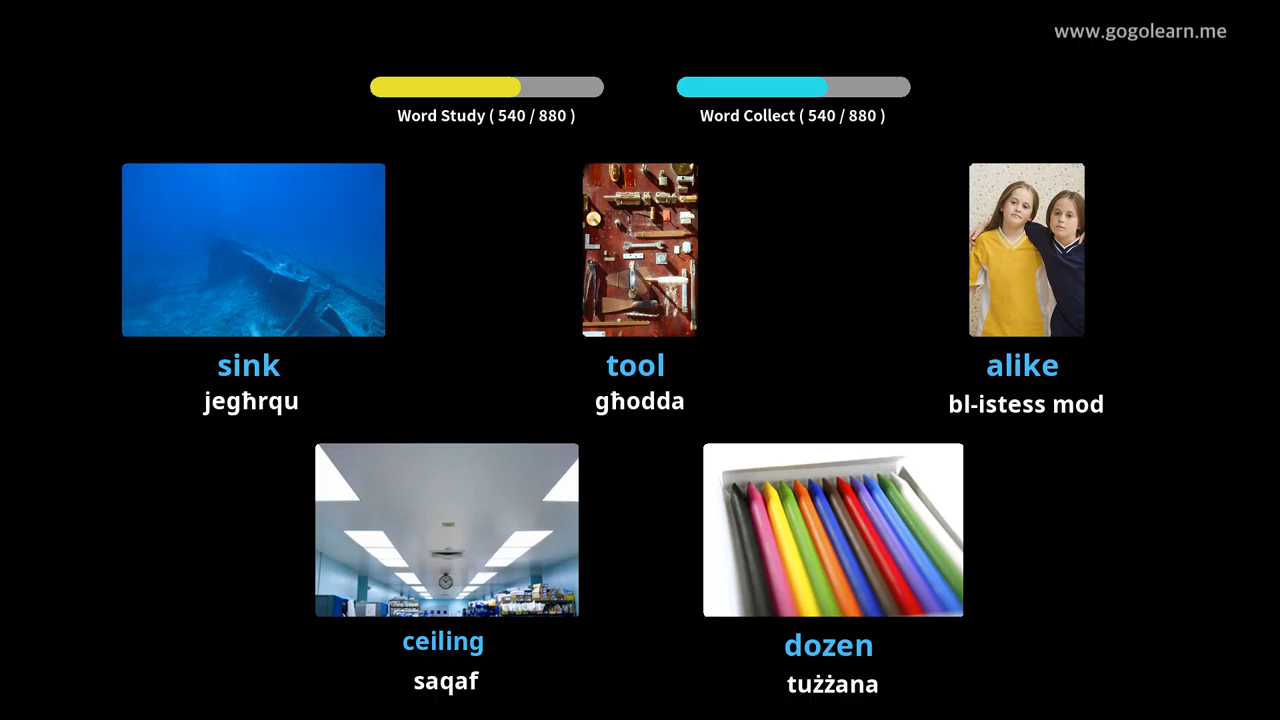 www.gogolearn.me
Word Study ( 540 / 880 )
Word Collect ( 540 / 880 )
sink
jegħrqu
tool
għodda
alike
bl-istess mod
ceiling
saqaf
dozen
tużżana